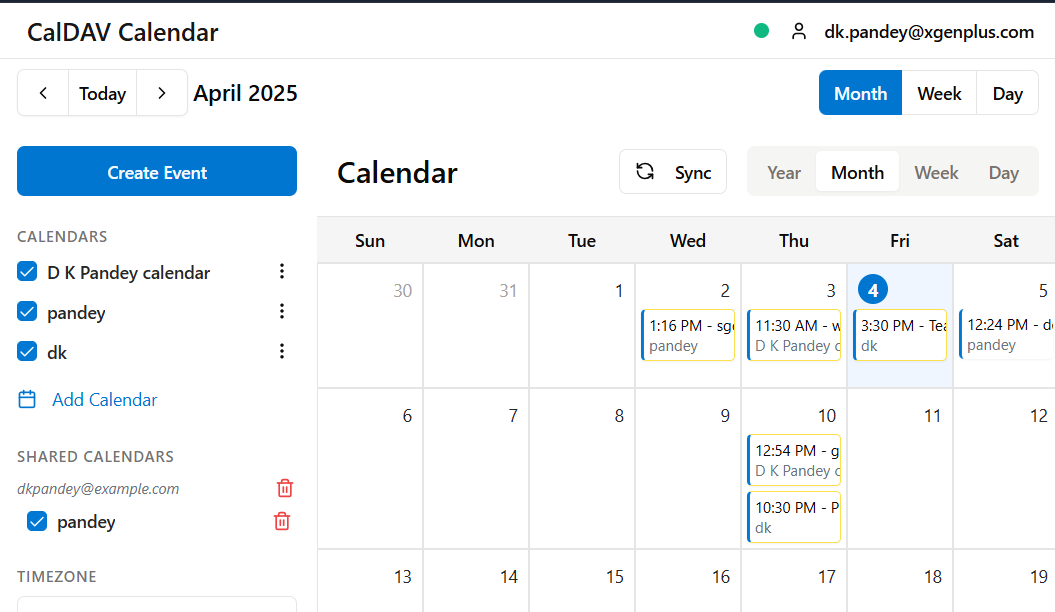 CalDAV Calendar
dk.pandey@xgenplus.com
Today
April 2025
Month Week Day
Create Event
Calendar
Sync
Year Month Week Day
CALENDARS
D K Pandey calendar
pandey
dk
Add Calendar
SHARED CALENDARS
dkpandey@example.com
pandey
TIMEZONE
Sun Mon Tue Wed Thu Fri Sat
30 31 1 2 3 4 5
1:16 PM -
pandey
11:30 AM -
D K Pandey
3:30 PM -
dk
12:24 PM -
pandey
6 7 8 9 10 11 12
12:54 PM -
D K Pandey
10:30 PM -
dk
13 14 15 16 17 18 19